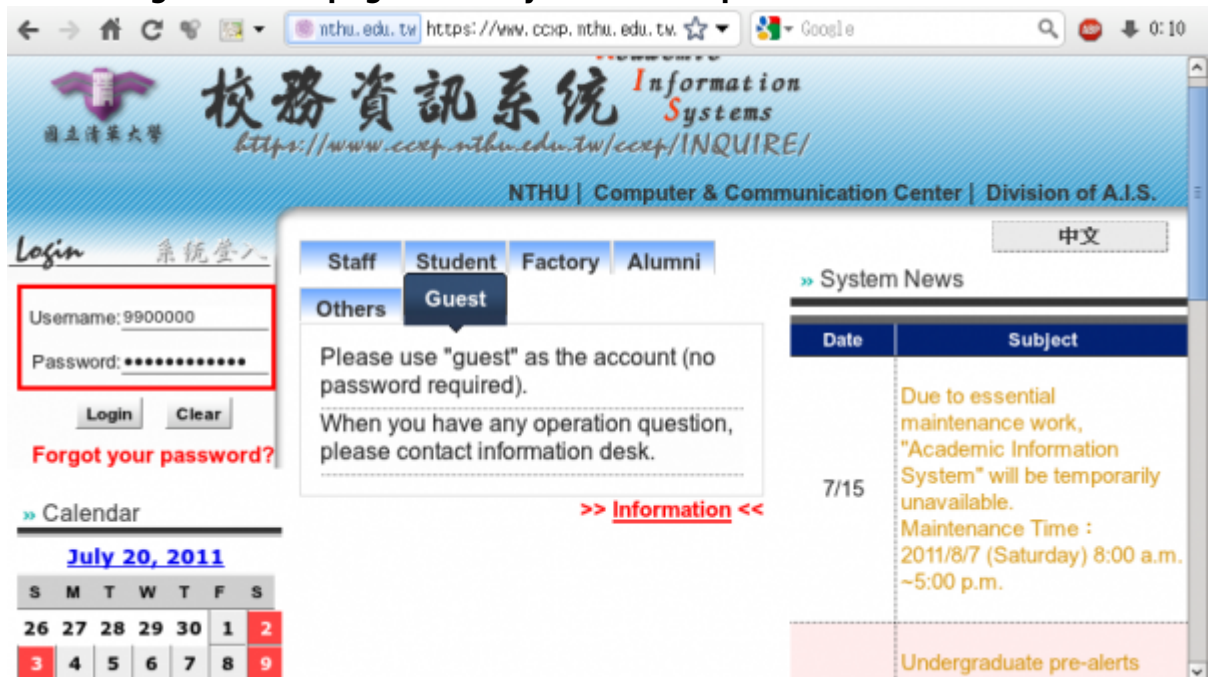 nthu.edu.tw https://www.ccxp.nthu.edu.tw. Google 0:10
Information
校務資訊系統 Systems
國立清華大學
https://www.ccxp.nthu.edu.tw/ccxp/INQUIRE/
NTHU | Computer & Communication Center | Division of A.I.S.
中文
Login 系統登入
Username: 9900000
Password: ••••••••••••
Login Clear
Forgot your password?
» Calendar
July 20, 2011
S M T W T F S
26 27 28 29 30 1 2
3 4 5 6 7 8 9
Staff Student Factory Alumni
Others Guest
Please use "guest" as the account (no
password required).
When you have any operation question,
please contact information desk.
>> Information <<
» System News
Date Subject
7/15
Due to essential
maintenance work,
"Academic Information
System" will be temporarily
unavailable.
Maintenance Time：
2011/8/7 (Saturday) 8:00 a.m.
~5:00 p.m.
Undergraduate pre-alerts